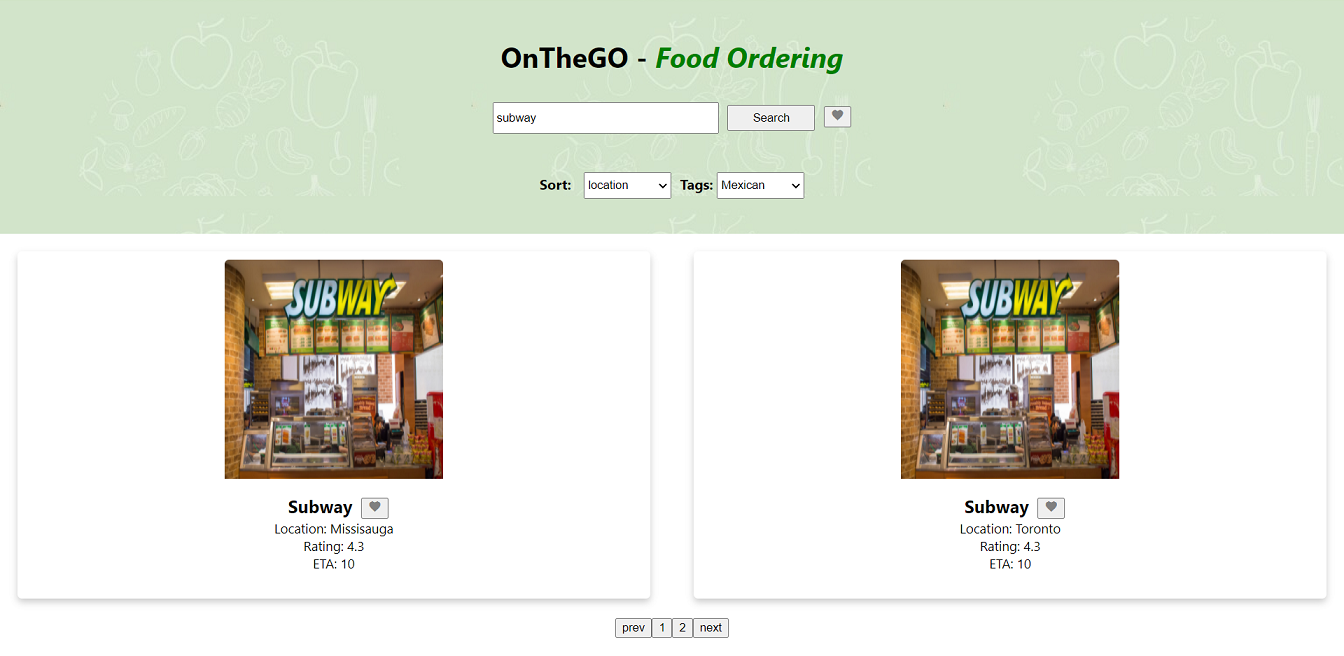 OnTheGO - Food Ordering
subway Search
Sort: location Tags: Mexican
SUBWAY SUBWAY
Subway Subway
Location: Missisauga Location: Toronto
Rating: 4.3 Rating: 4.3
ETA: 10 ETA: 10
prev 1 2 next